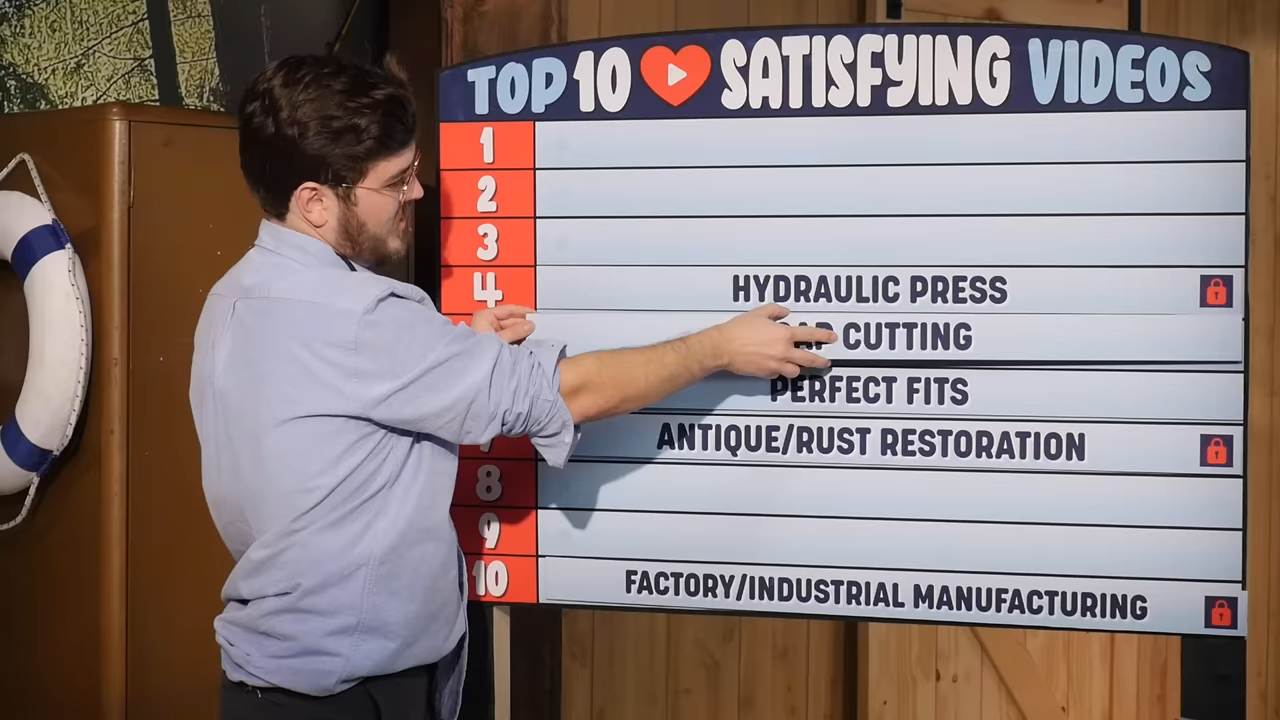 TOP 10 SATISFYING VIDEOS
1
2
3
4 HYDRAULIC PRESS
CUTTING
PERFECT FITS
ANTIQUE/RUST RESTORATION
8
9
10 FACTORY/INDUSTRIAL MANUFACTURING